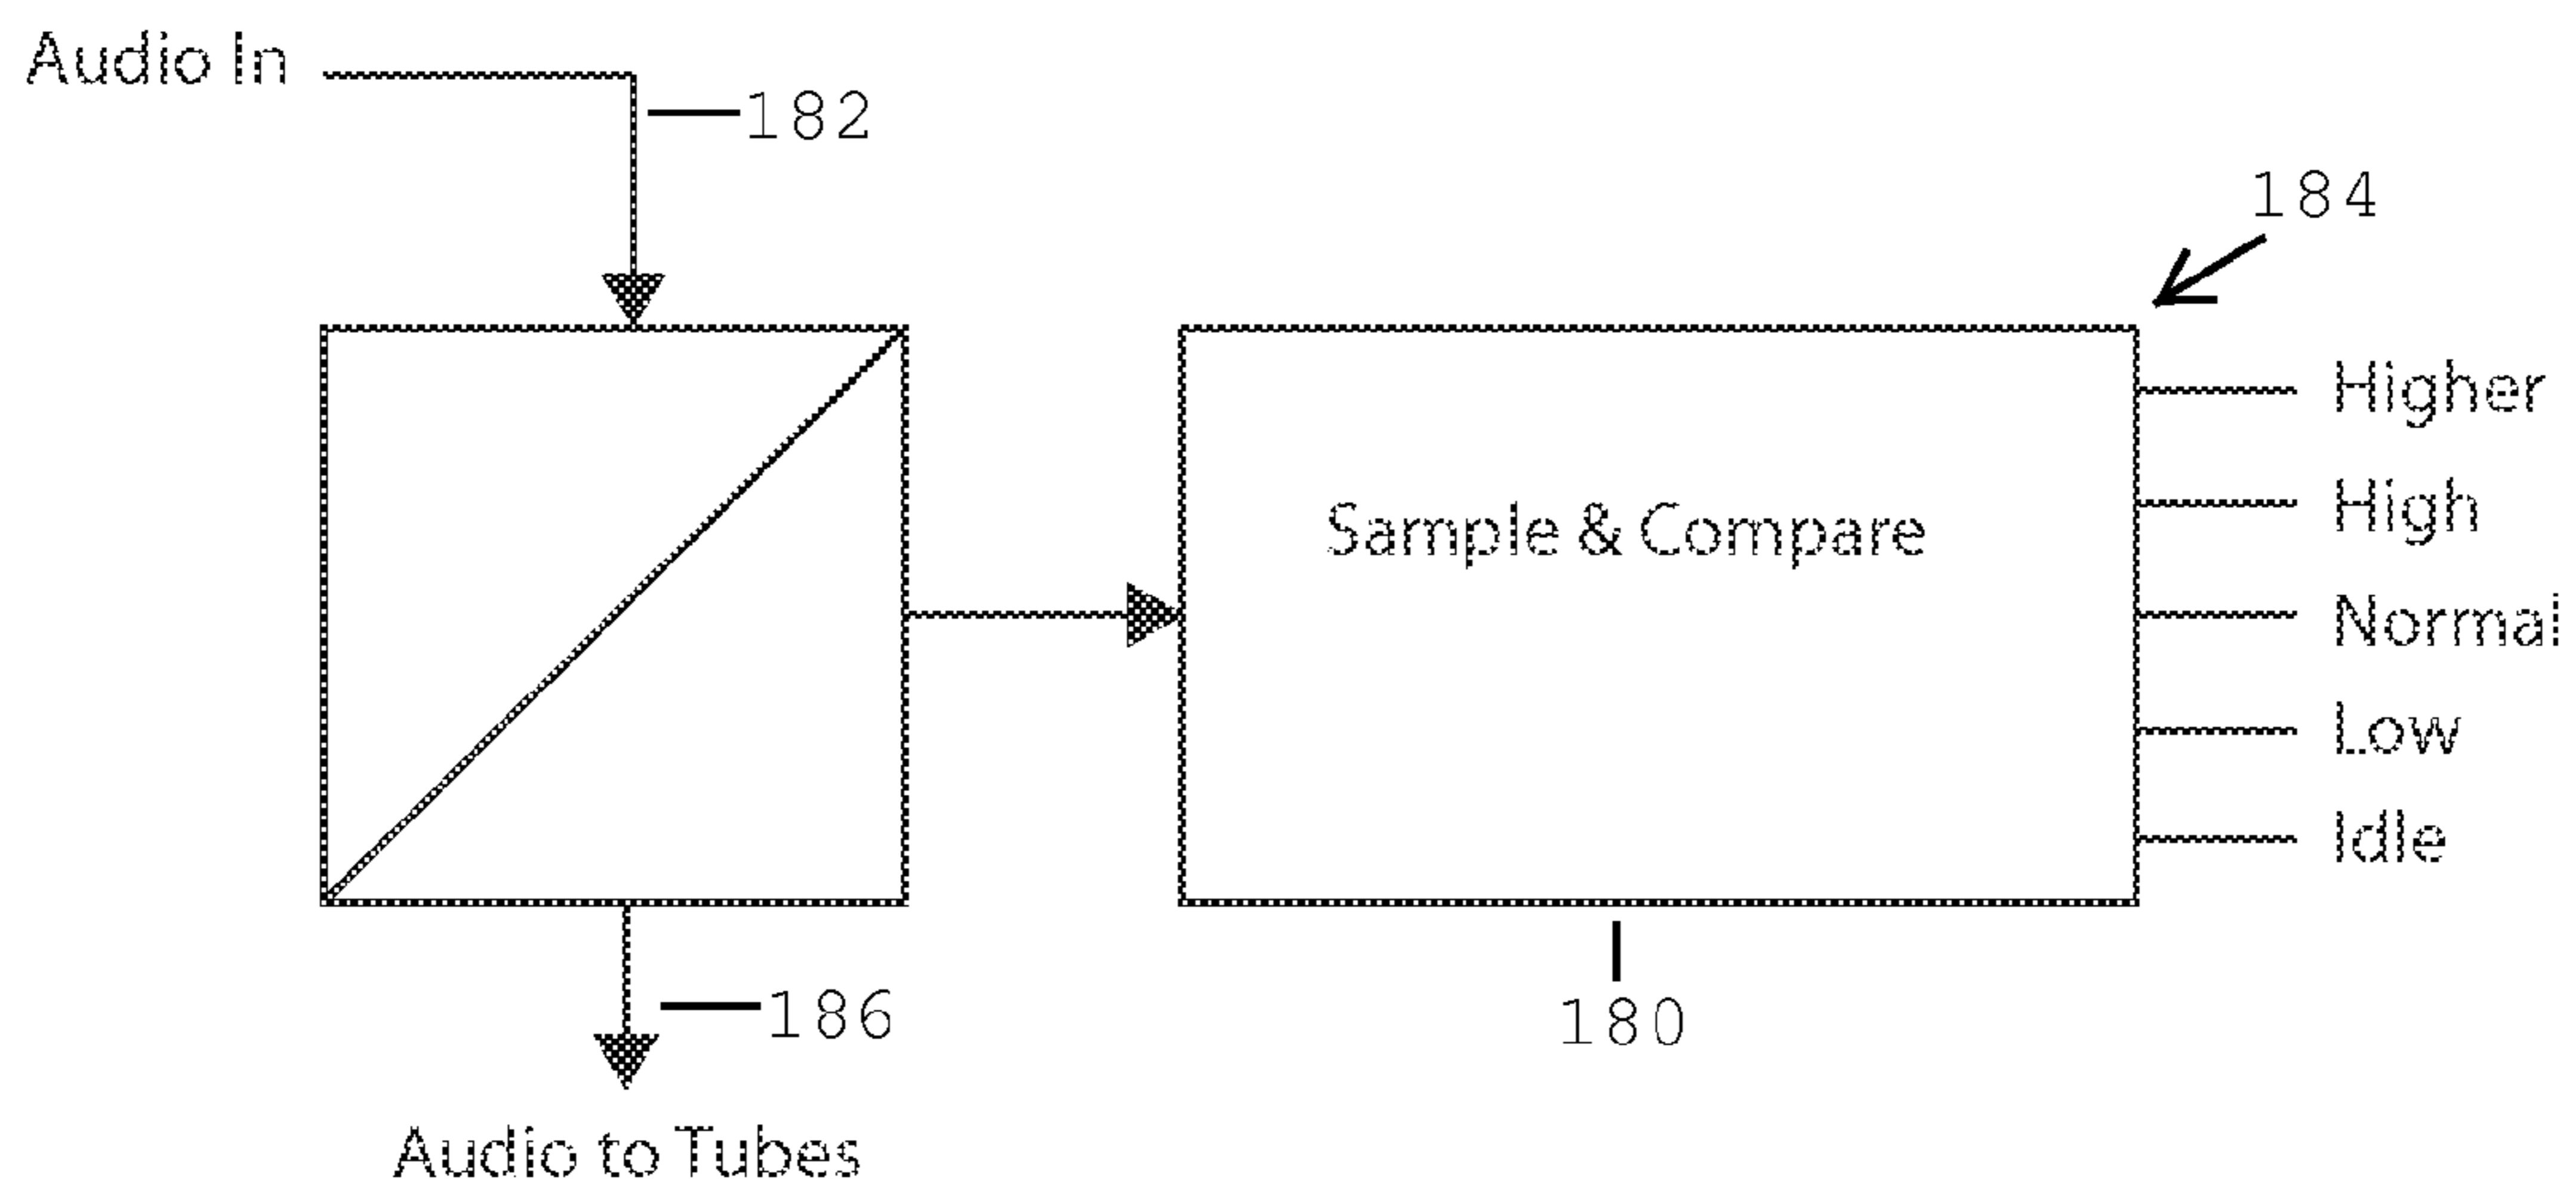 Audio In
182
184
Higher
High
Sample & Compare
Normal
Low
Idle
186
180
Audio to Tubes